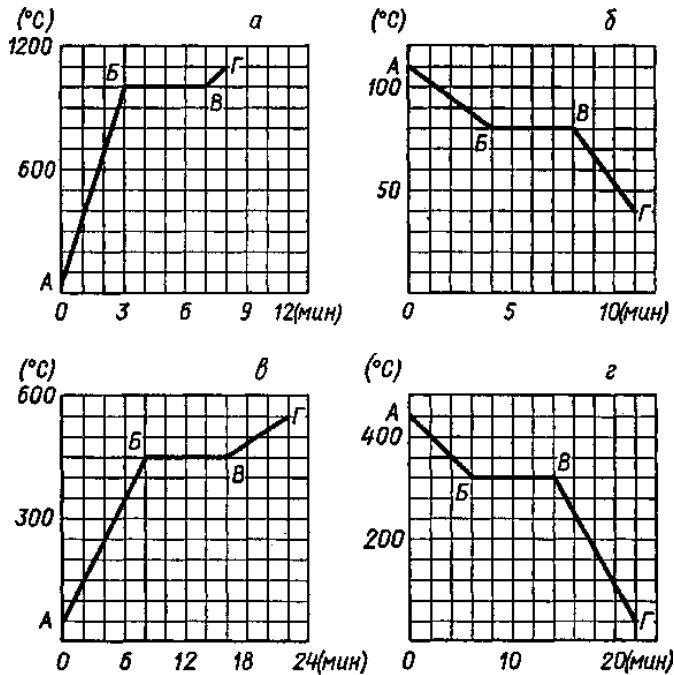 (°C) а
1200
Б
Г
В
600
А
0 3 6 9 12(мин)
(°C) б
А
100
В
Б
50
Г
0 5 10(мин)
(°C) в
600
Г
Б
В
300
А
0 6 12 18 24(мин)
(°C) г
А
400
В
Б
200
Г
0 10 20(мин)